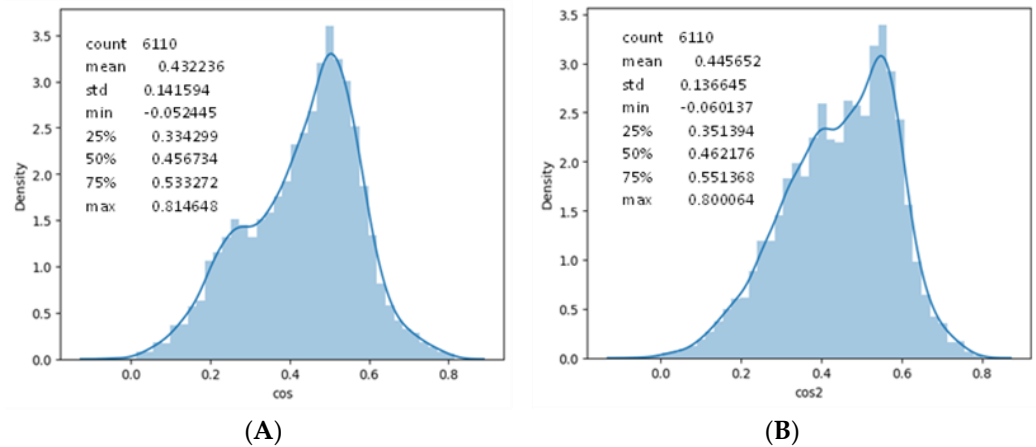 count 6110
mean 0.432236
std 0.141594
min -0.052445
25% 0.334299
50% 0.456734
75% 0.533272
max 0.814648
Density
3.5
3.0
2.5
2.0
1.5
1.0
0.5
0.0
0.0 0.2 0.4 0.6 0.8
cos
(A)
count 6110
mean 0.445652
std 0.136645
min -0.060137
25% 0.351394
50% 0.462176
75% 0.551368
max 0.800064
Density
3.5
3.0
2.5
2.0
1.5
1.0
0.5
0.0
0.0 0.2 0.4 0.6 0.8
cos2
(B)